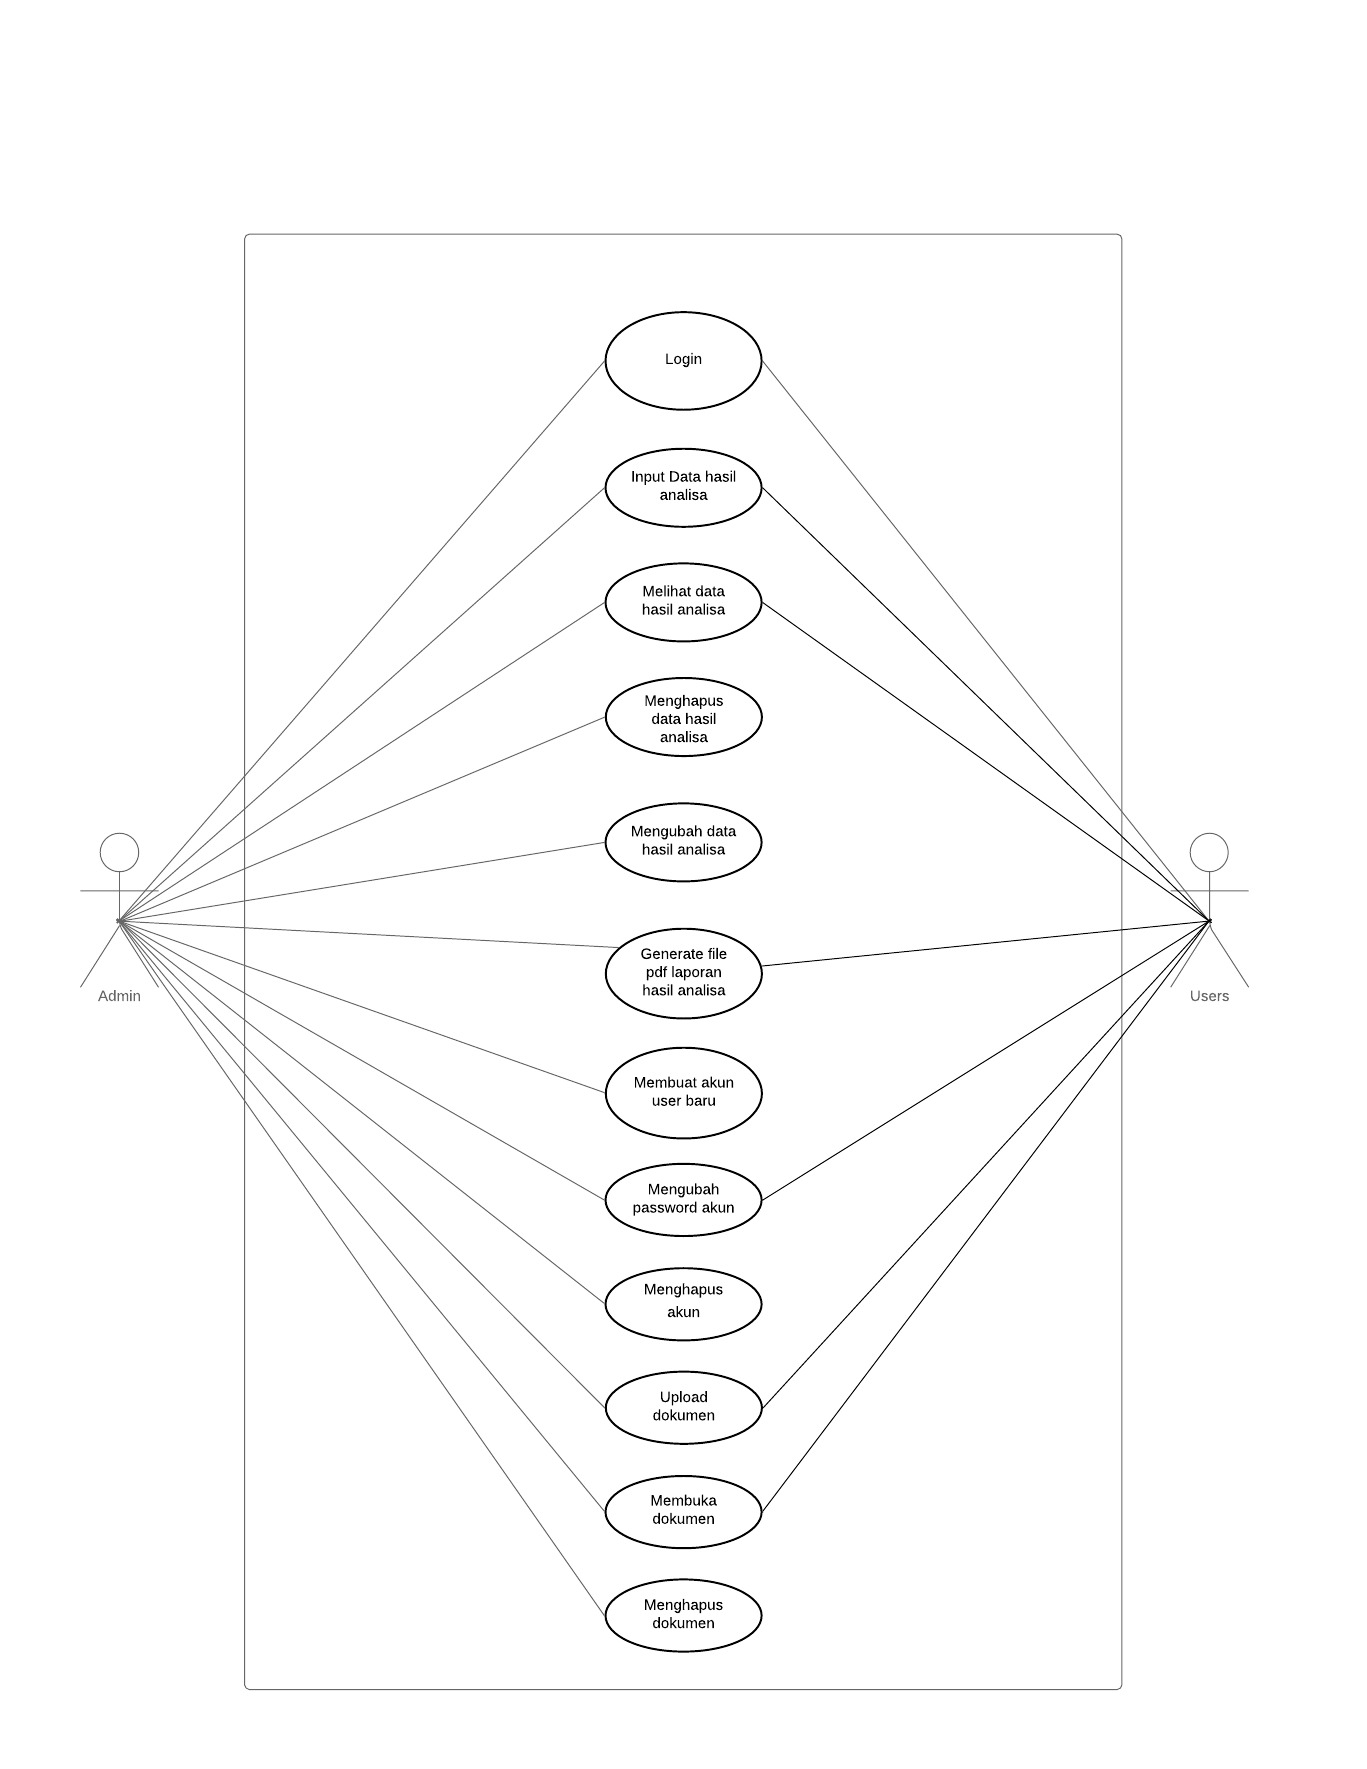 Login
Input Data hasil
analisa
Melihat data
hasil analisa
Menghapus
data hasil
analisa
Mengubah data
hasil analisa
Generate file
pdf laporan
hasil analisa
Admin
Users
Membuat akun
user baru
Mengubah
password akun
Menghapus
akun
Upload
dokumen
Membuka
dokumen
Menghapus
dokumen